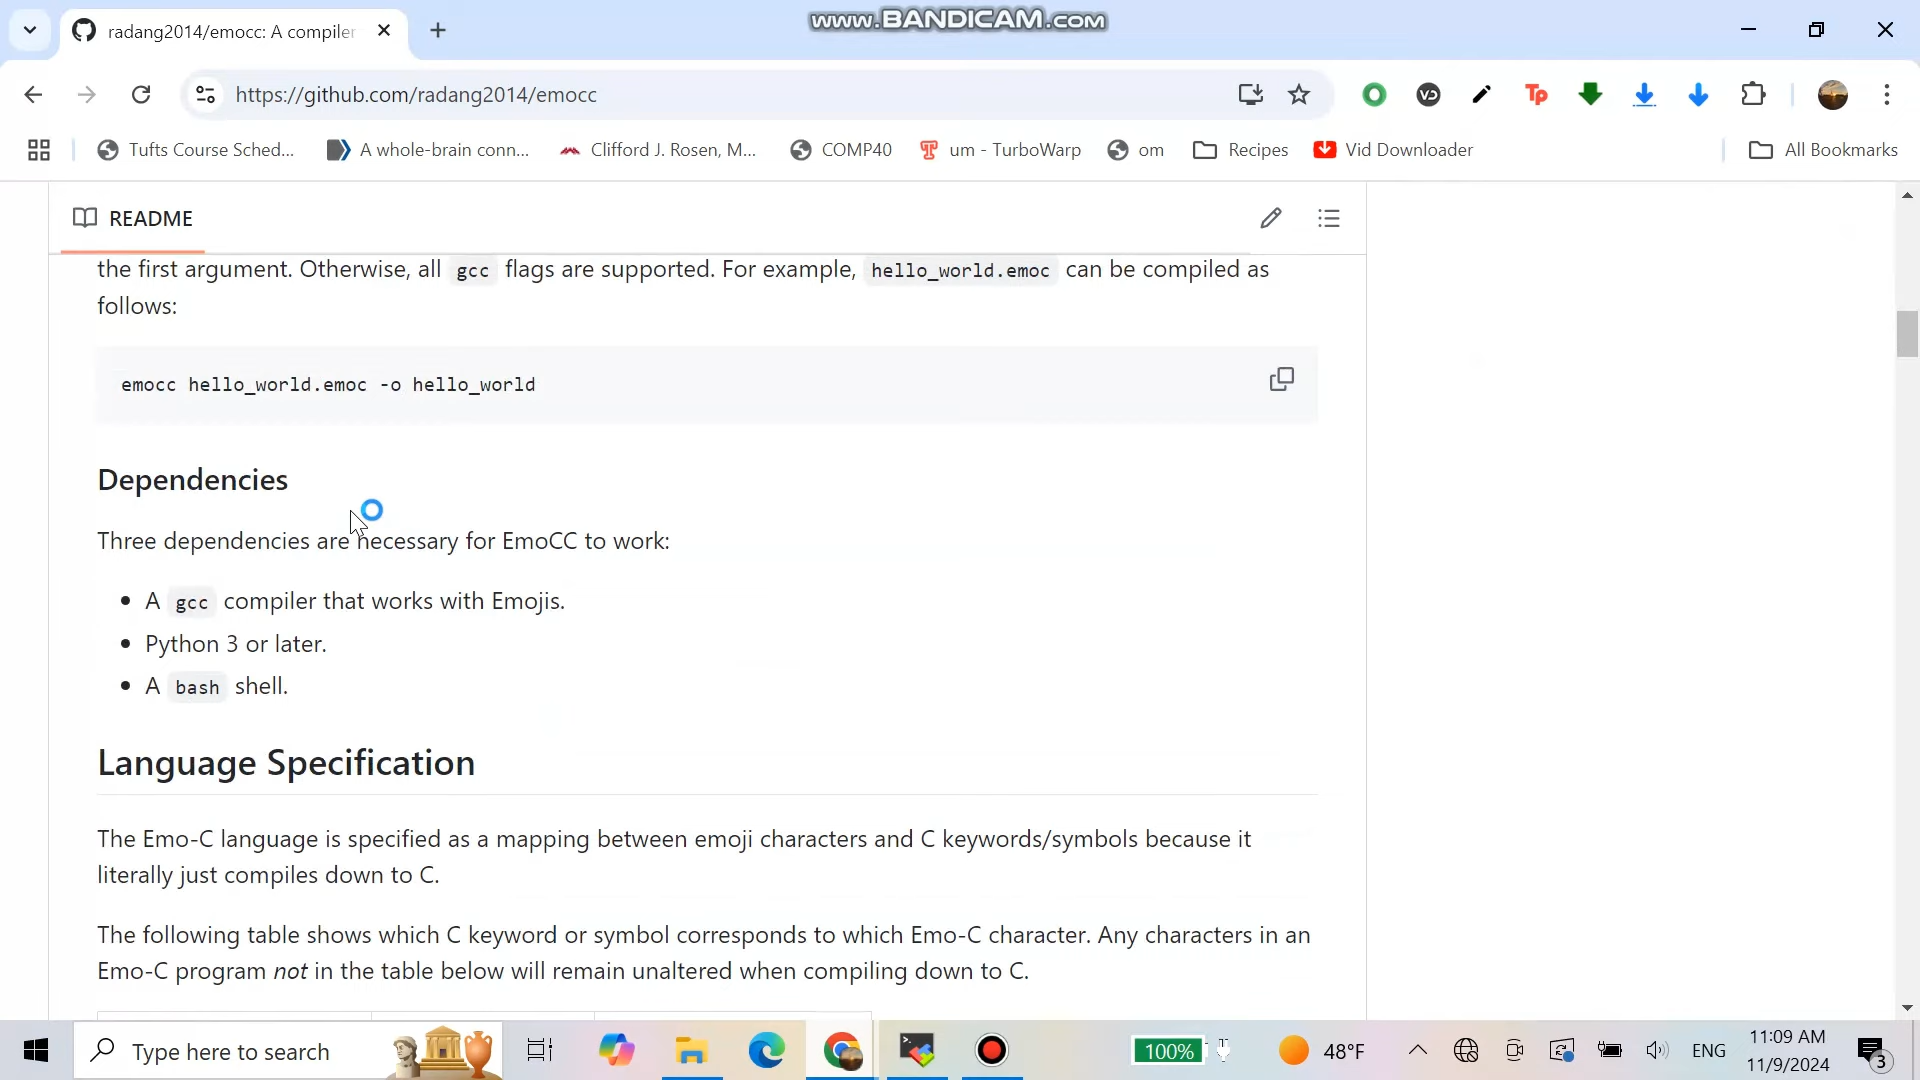 radang2014/emocc: A compiler
www.BANDICAM.com
https://github.com/radang2014/emocc
VD
Tp
Tufts Course Sched...
A whole-brain conn...
Clifford J. Rosen, M...
COMP40
um - TurboWarp
om
Recipes
Vid Downloader
All Bookmarks
README
the first argument. Otherwise, all gcc flags are supported. For example, hello_world.emoc can be compiled as
follows:
emocc hello_world.emoc -o hello_world
Dependencies
Three dependencies are necessary for EmoCC to work:
• A gcc compiler that works with Emojis.
• Python 3 or later.
• A bash shell.
Language Specification
The Emo-C language is specified as a mapping between emoji characters and C keywords/symbols because it
literally just compiles down to C.
The following table shows which C keyword or symbol corresponds to which Emo-C character. Any characters in an
Emo-C program not in the table below will remain unaltered when compiling down to C.
Type here to search
100%
48°F
ENG
11:09 AM
11/9/2024
3